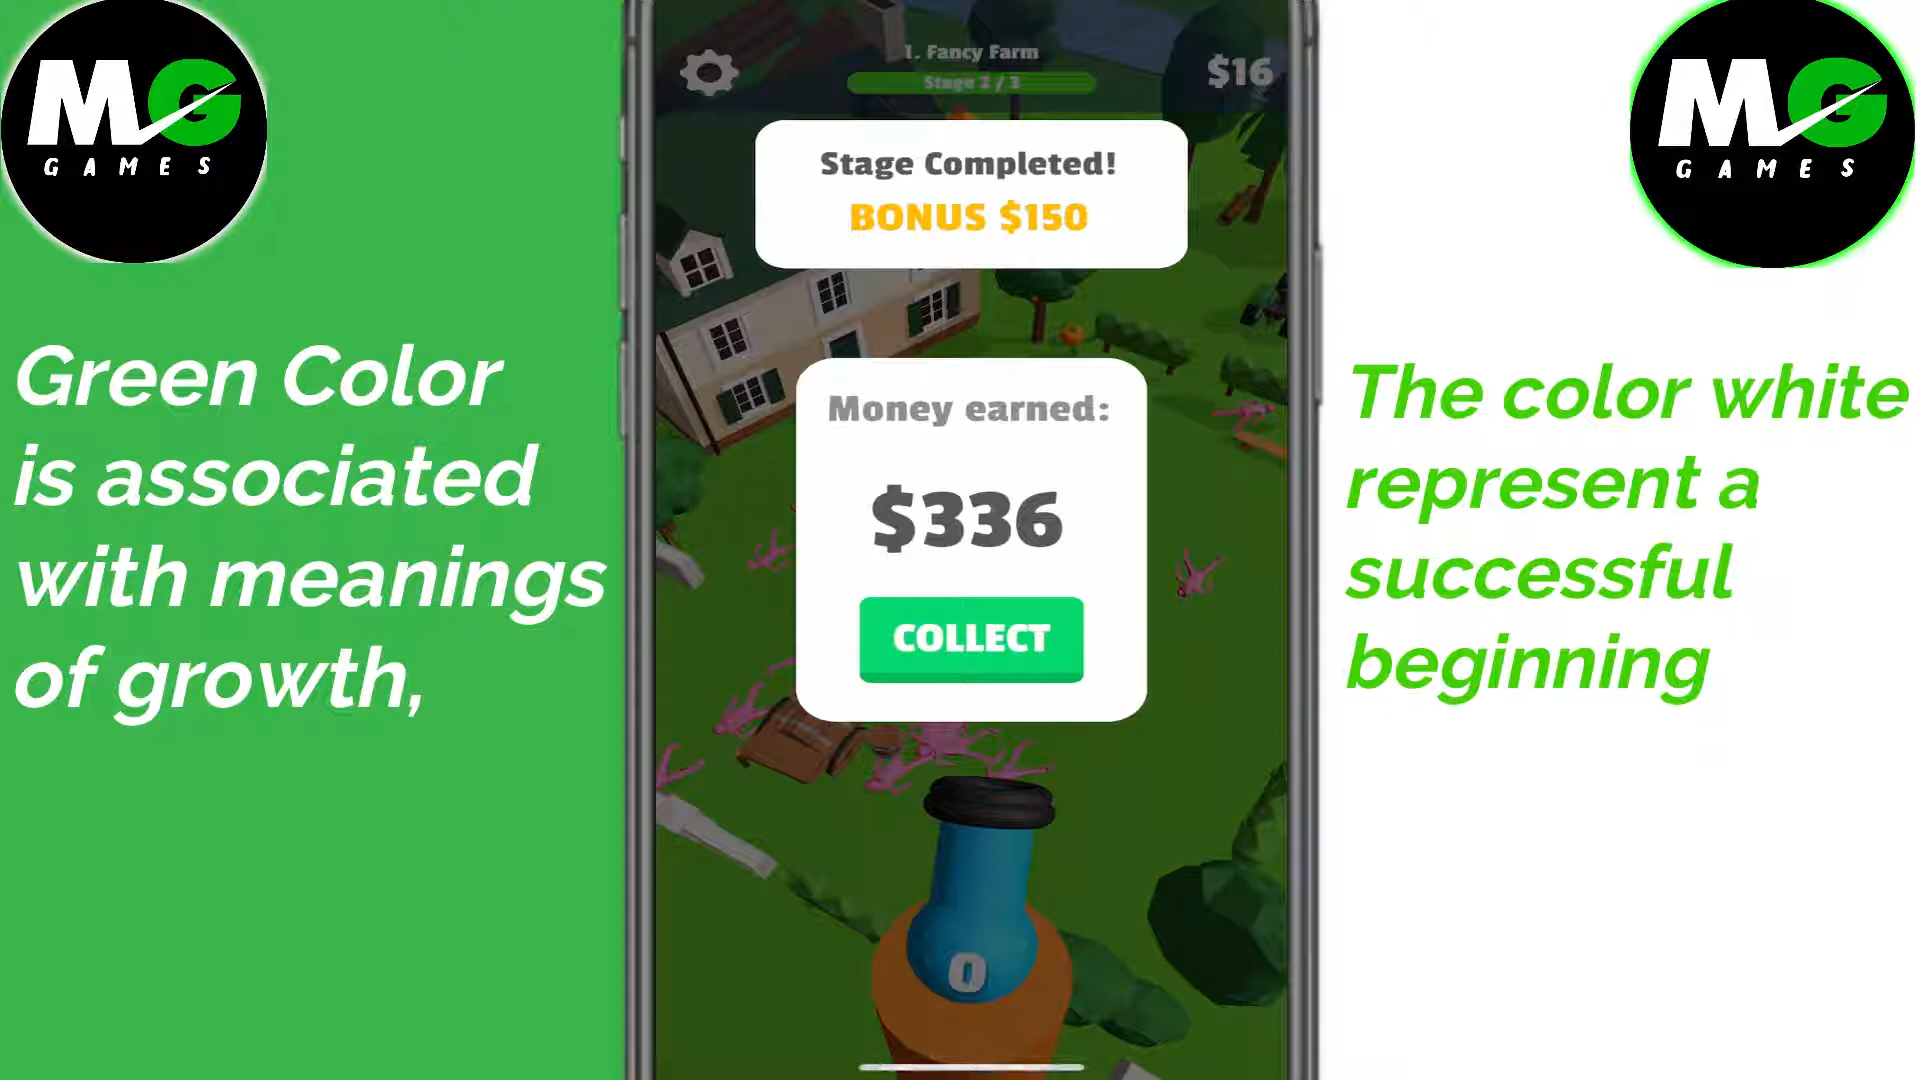 MG
GAMES
Green Color
is associated
with meanings
of growth,
1. Fancy Farm
Stage 2 / 3
$16
Stage Completed!
BONUS $150
Money earned:
$336
COLLECT
0
MG
GAMES
The color white
represent a
successful
beginning